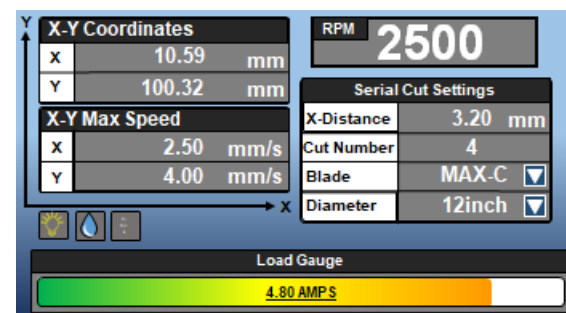 Y
X-Y Coordinates
X 10.59 mm
Y 100.32 mm
X-Y Max Speed
X 2.50 mm/s
Y 4.00 mm/s
X
RPM 2500
Serial Cut Settings
X-Distance 3.20 mm
Cut Number 4
Blade MAX-C
Diameter 12inch
Load Gauge
4.80 AMPS